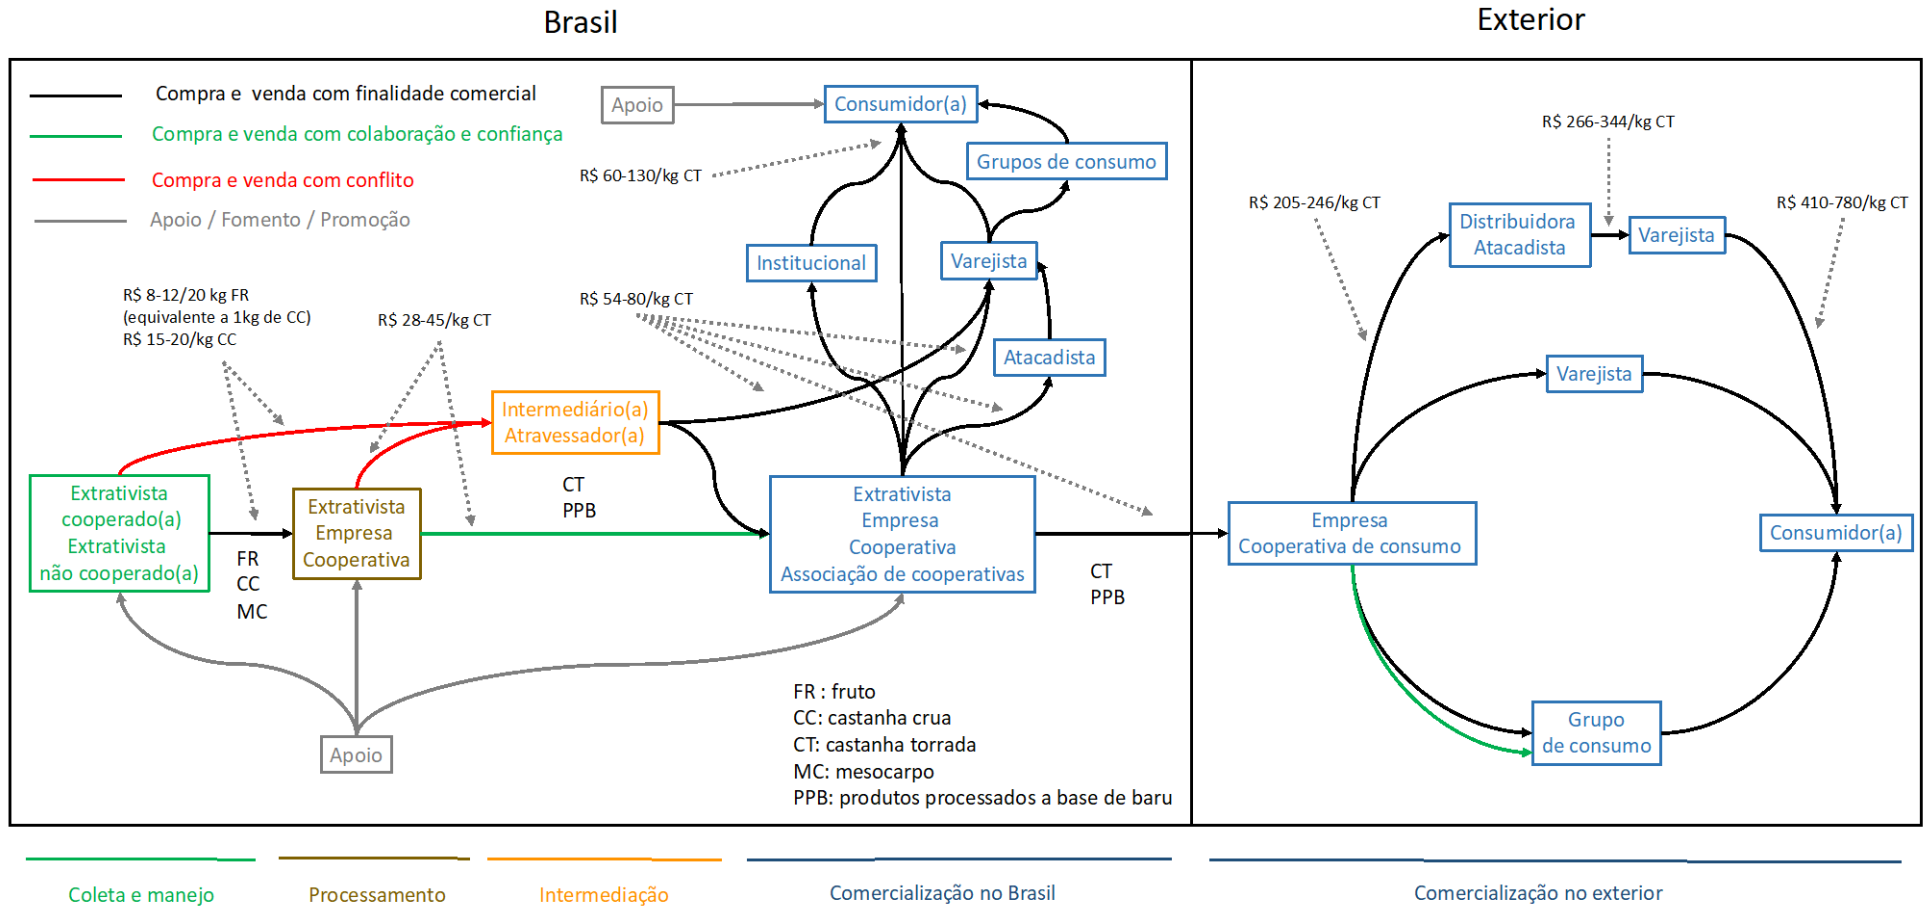 Brasil
Exterior
Compra e venda com finalidade comercial
Compra e venda com colaboração e confiança
Compra e venda com conflito
Apoio / Fomento / Promoção
Apoio
Consumidor(a)
Grupos de consumo
R$ 60-130/kg CT
Institucional
Varejista
R$ 54-80/kg CT
Atacadista
R$ 8-12/20 kg FR
(equivalente a 1kg de CC)
R$ 15-20/kg CC
R$ 28-45/kg CT
Intermediário(a)
Atravessador(a)
Extrativista
cooperado(a)
Extrativista
não cooperado(a)
FR
CC
MC
Extrativista
Empresa
Cooperativa
CT
PPB
Extrativista
Empresa
Cooperativa
Associação de cooperativas
CT
PPB
Apoio
FR : fruto
CC: castanha crua
CT: castanha torrada
MC: mesocarpo
PPB: produtos processados a base de baru
R$ 266-344/kg CT
R$ 205-246/kg CT
R$ 410-780/kg CT
Distribuidora
Atacadista
Varejista
Varejista
Empresa
Cooperativa de consumo
Consumidor(a)
Grupo
de consumo
Coleta e manejo
Processamento
Intermediação
Comercialização no Brasil
Comercialização no exterior